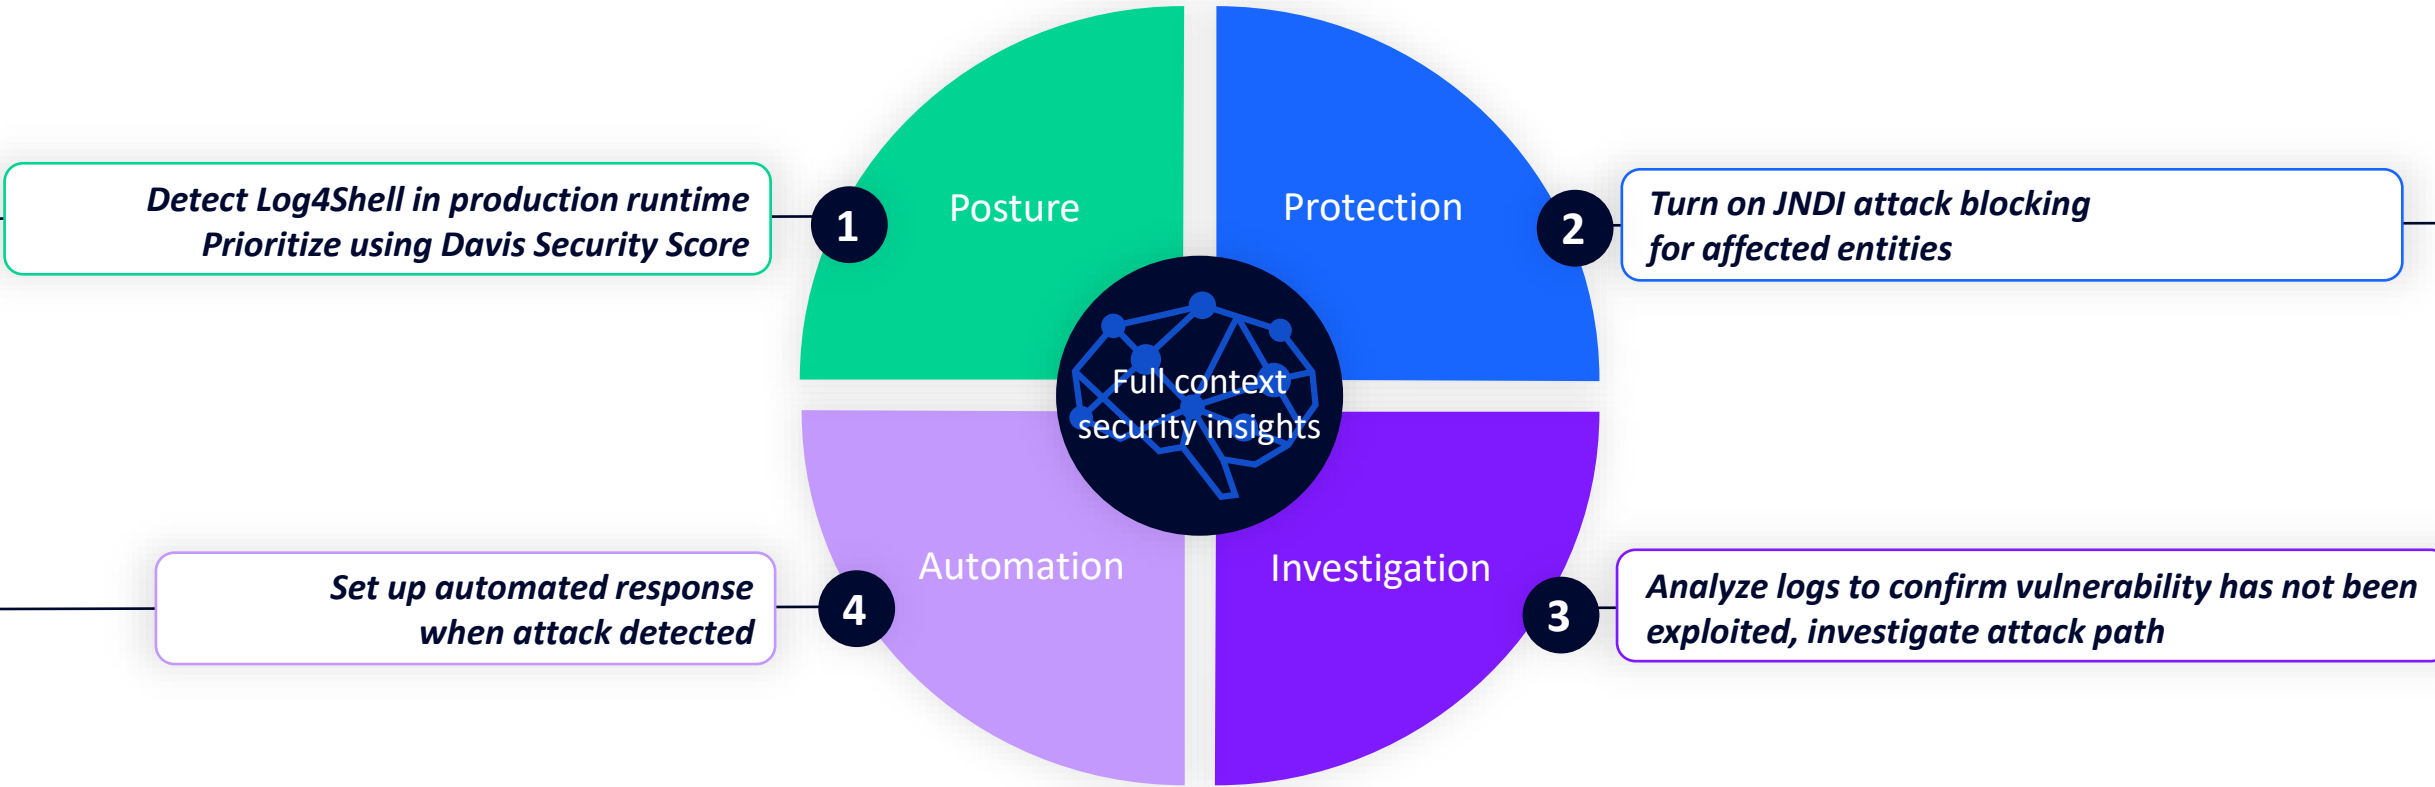 Detect Log4Shell in production runtime
Prioritize using Davis Security Score
1
Posture
Protection
2
Turn on JNDI attack blocking
for affected entities
Full context
security insights
Set up automated response
when attack detected
4
Automation
Investigation
3
Analyze logs to confirm vulnerability has not been
exploited, investigate attack path